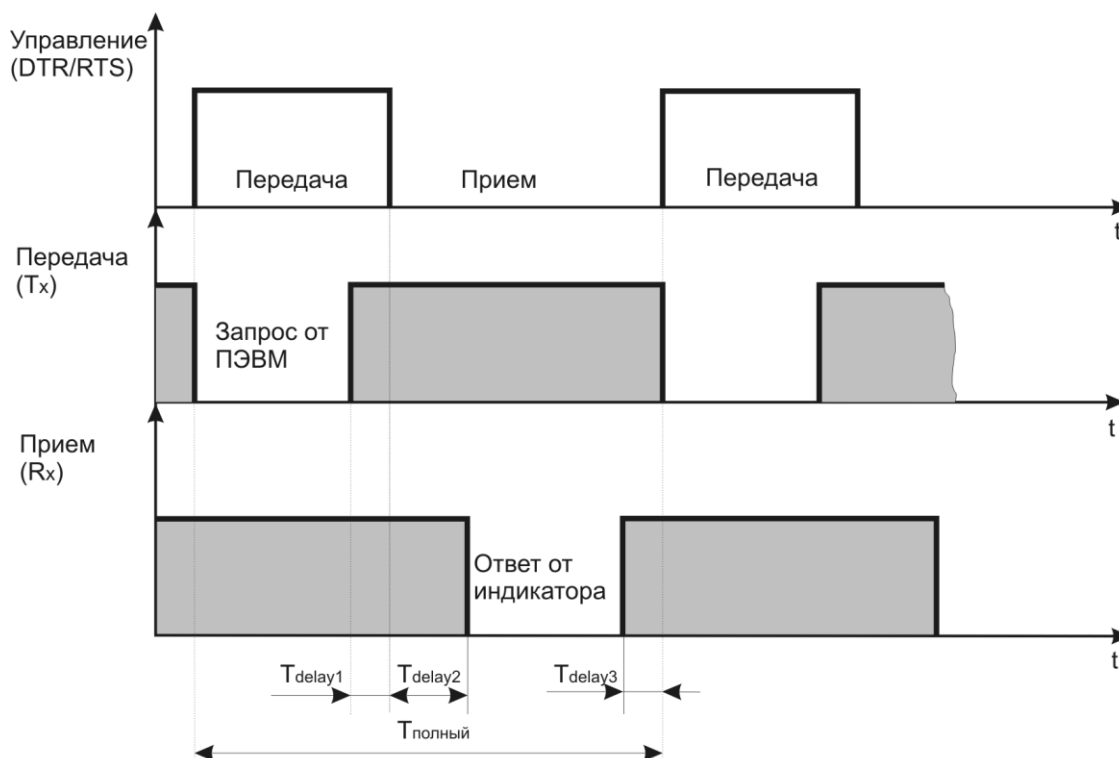 Управление
(DTR/RTS)
Передача
Прием
Передача
t
Передача
(Tx)
Запрос от
ПЭВМ
t
Прием
(Rx)
Ответ от
индикатора
t
Tdelay1
Tdelay2
Tdelay3
Tполный